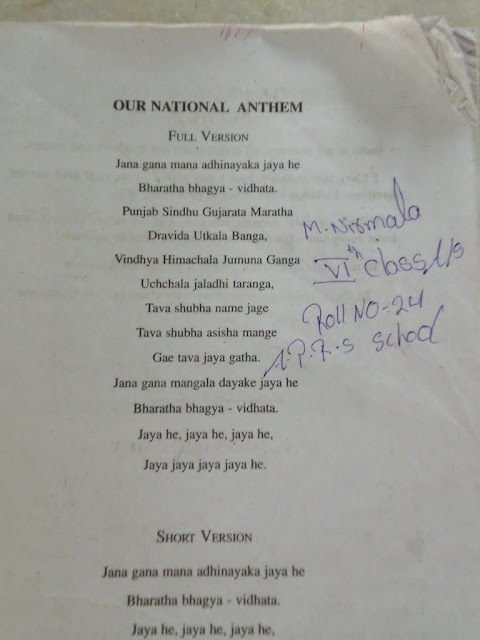 OUR NATIONAL ANTHEM
FULL VERSION
Jana gana mana adhinayaka jaya he
Bharatha bhagya - vidhata.
Punjab Sindhu Gujarata Maratha
Dravida Utkala Banga,
Vindhya Himachala Jumuna Ganga
Uchchala jaladhi taranga,
Tava shubha name jage
Tava shubha asisha mange
Gae tava jaya gatha.
Jana gana mangala dayake jaya he
Bharatha bhagya - vidhata.
Jaya he, jaya he, jaya he,
Jaya jaya jaya jaya he.
M. Nirmala
VIth class
Roll NO-24
A.P.R.S School
SHORT VERSION
Jana gana mana adhinayaka jaya he
Bharatha bhagya - vidhata.
Jaya he, jaya he, jaya he,